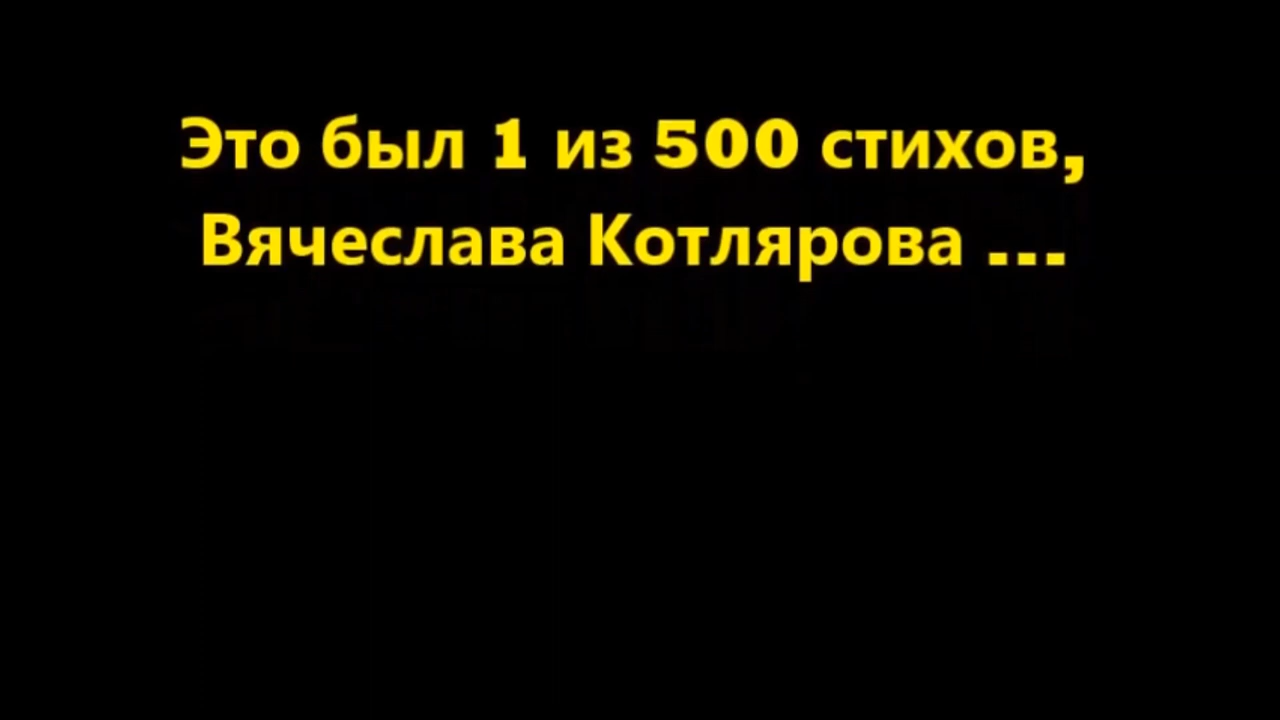 Это был 1 из 500 стихов,
Вячеслава Котлярова ...